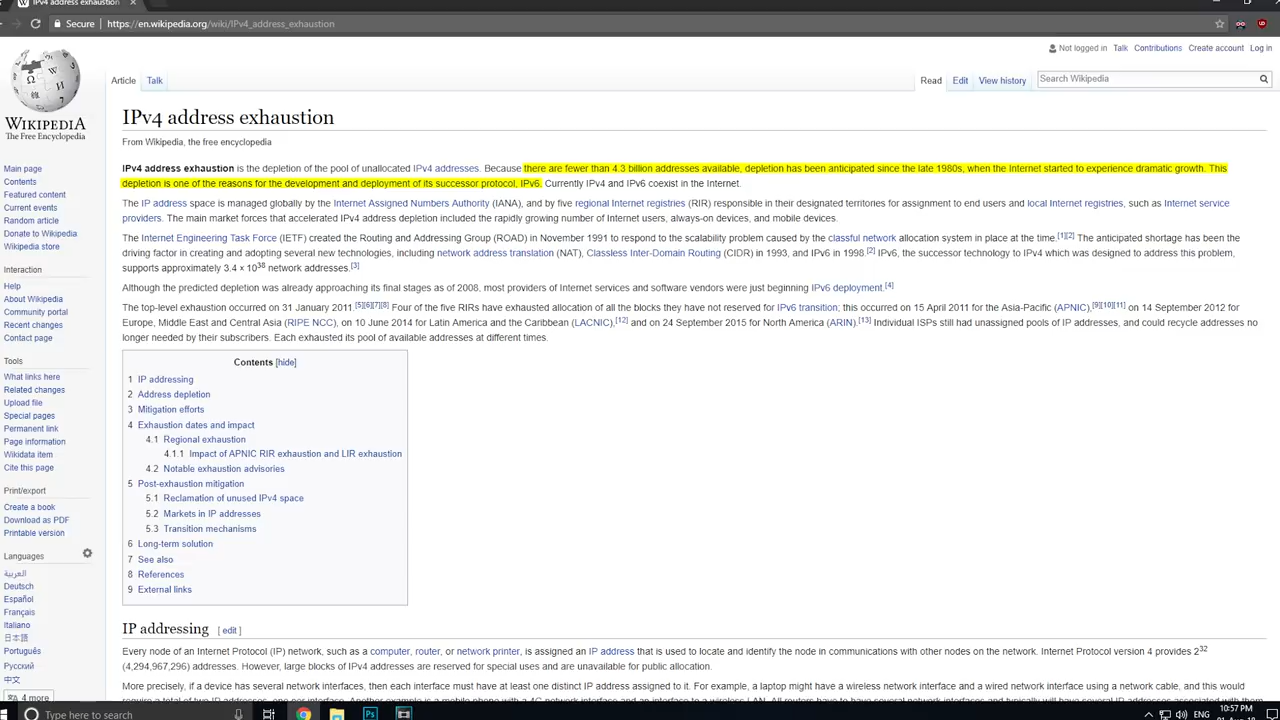 IPv4 address exhaustion
Secure
https://en.wikipedia.org/wiki/IPv4_address_exhaustion
Not logged in Talk Contributions Create account Log in
Article Talk
Read Edit View history
Search Wikipedia
WIKIPEDIA
The Free Encyclopedia
Main page
Contents
Featured content
Current events
Random article
Donate to Wikipedia
Wikipedia store
Interaction
Help
About Wikipedia
Community portal
Recent changes
Contact page
Tools
What links here
Related changes
Upload file
Special pages
Permanent link
Page information
Wikidata item
Cite this page
Print/export
Create a book
Download as PDF
Printable version
Languages
العربية
Deutsch
Español
Français
Italiano
日本語
Português
Русский
中文
4 more
IPv4 address exhaustion
From Wikipedia, the free encyclopedia
IPv4 address exhaustion is the depletion of the pool of unallocated IPv4 addresses. Because there are fewer than 4.3 billion addresses available, depletion has been anticipated since the late 1980s, when the Internet started to experience dramatic growth. This
depletion is one of the reasons for the development and deployment of its successor protocol, IPv6. Currently IPv4 and IPv6 coexist in the Internet.
The IP address space is managed globally by the Internet Assigned Numbers Authority (IANA), and by five regional Internet registries (RIR) responsible in their designated territories for assignment to end users and local Internet registries, such as Internet service
providers. The main market forces that accelerated IPv4 address depletion included the rapidly growing number of Internet users, always-on devices, and mobile devices.
The Internet Engineering Task Force (IETF) created the Routing and Addressing Group (ROAD) in November 1991 to respond to the scalability problem caused by the classful network allocation system in place at the time.[1][2] The anticipated shortage has been the
driving factor in creating and adopting several new technologies, including network address translation (NAT), Classless Inter-Domain Routing (CIDR) in 1993, and IPv6 in 1998.[2] IPv6, the successor technology to IPv4 which was designed to address this problem,
supports approximately 3.4 × 10³⁸ network addresses.[3]
Although the predicted depletion was already approaching its final stages as of 2008, most providers of Internet services and software vendors were just beginning IPv6 deployment.[4]
The top-level exhaustion occurred on 31 January 2011.[5][6][7][8] Four of the five RIRs have exhausted allocation of all the blocks they have not reserved for IPv6 transition; this occurred on 15 April 2011 for the Asia-Pacific (APNIC),[9][10][11] on 14 September 2012 for
Europe, Middle East and Central Asia (RIPE NCC), on 10 June 2014 for Latin America and the Caribbean (LACNIC),[12] and on 24 September 2015 for North America (ARIN).[13] Individual ISPs still had unassigned pools of IP addresses, and could recycle addresses no
longer needed by their subscribers. Each exhausted its pool of available addresses at different times.
Contents [hide]
1 IP addressing
2 Address depletion
3 Mitigation efforts
4 Exhaustion dates and impact
4.1 Regional exhaustion
4.1.1 Impact of APNIC RIR exhaustion and LIR exhaustion
4.2 Notable exhaustion advisories
5 Post-exhaustion mitigation
5.1 Reclamation of unused IPv4 space
5.2 Markets in IP addresses
5.3 Transition mechanisms
6 Long-term solution
7 See also
8 References
9 External links
IP addressing [ edit ]
Every node of an Internet Protocol (IP) network, such as a computer, router, or network printer, is assigned an IP address that is used to locate and identify the node in communications with other nodes on the network. Internet Protocol version 4 provides 2³²
(4,294,967,296) addresses. However, large blocks of IPv4 addresses are reserved for special uses and are unavailable for public allocation.
More precisely, if a device has several network interfaces, then each interface must have at least one distinct IP address assigned to it. For example, a laptop might have a wireless network interface and a wired network interface using a network cable, and this would
Type here to search
Ps
ENG
10:57 PM